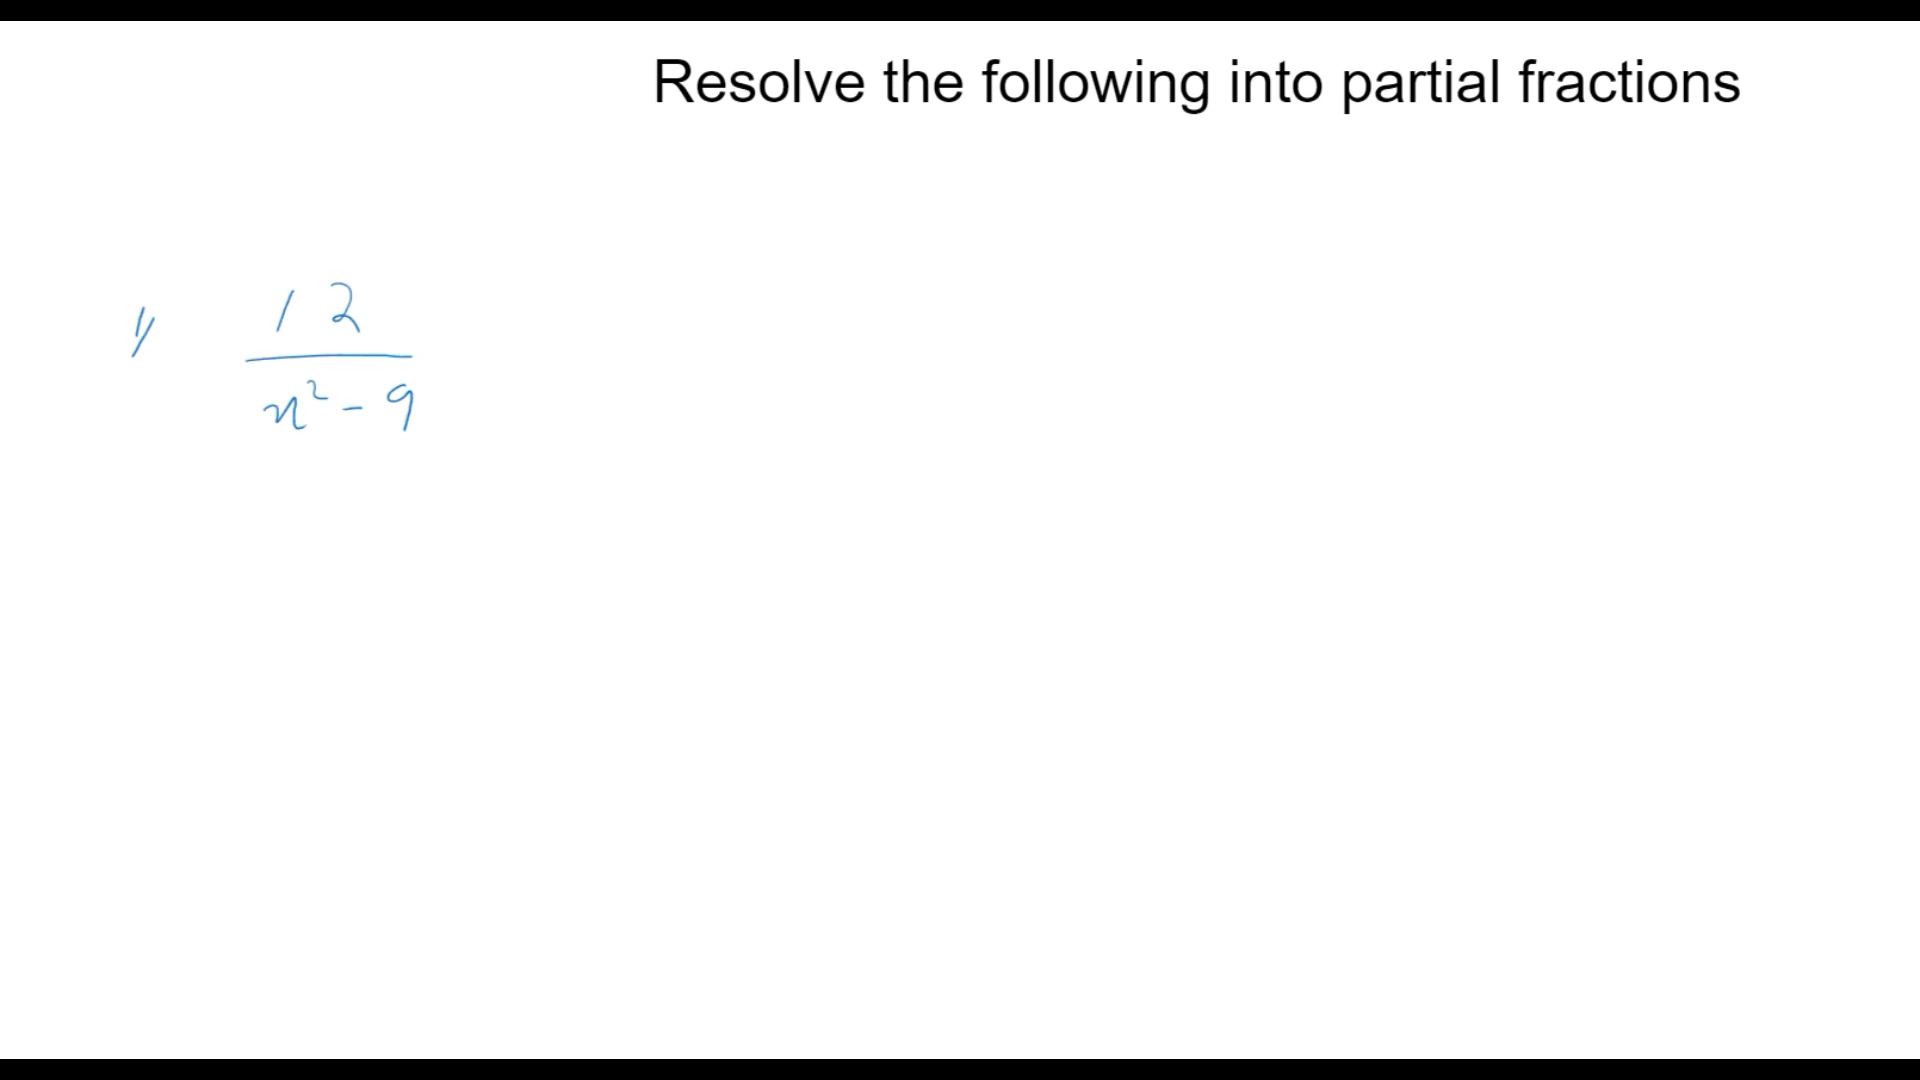 Resolve the following into partial fractions
1/ 12
x² - 9